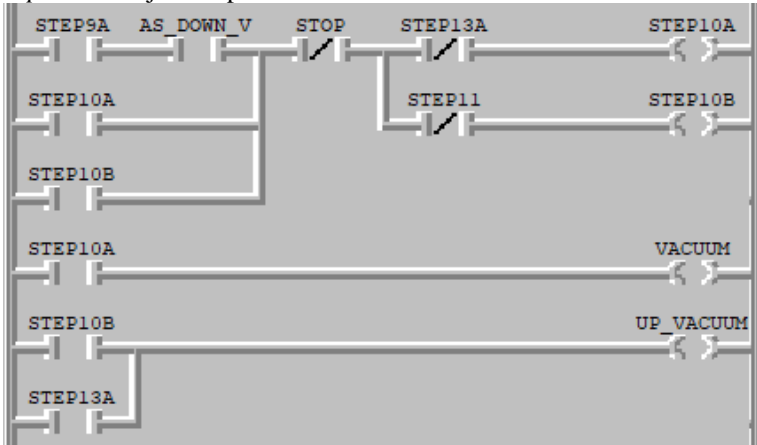 STEP9A AS_DOWN_V STOP STEP13A STEP10A
STEP10A STEP11 STEP10B
STEP10B
STEP10A VACUUM
STEP10B UP_VACUUM
STEP13A